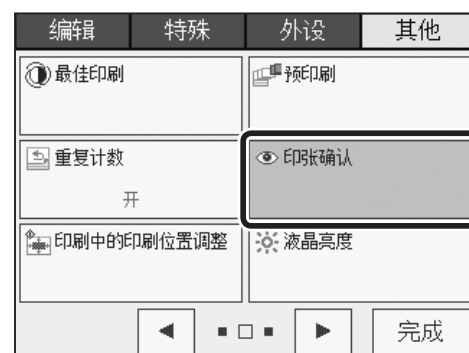 编辑 特殊 外设 其他
最佳印刷 预印刷
重复计数 印张确认
开
印刷中的印刷位置调整 液晶亮度
完成